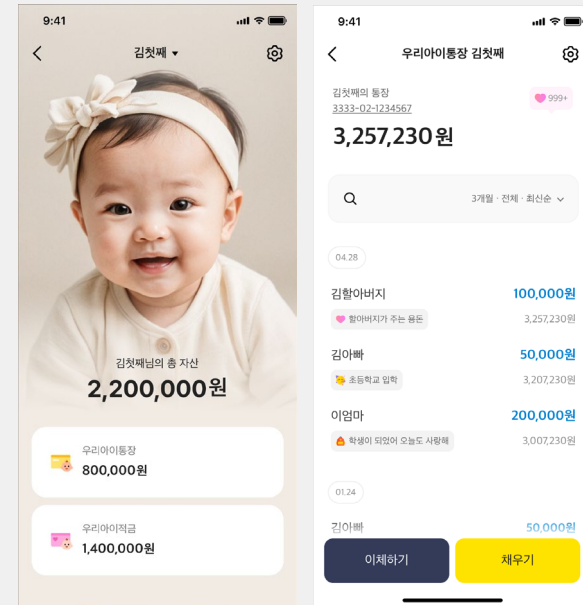 9:41
김첫째 ▼
김첫째님의 총 자산
2,200,000원
우리아이통장
800,000원
우리아이적금
1,400,000원
9:41
우리아이통장 김첫째
김첫째의 통장
3333-02-1234567
999+
3,257,230원
3개월 · 전체 · 최신순
04.28
김할아버지
100,000원
할아버지가 주는 용돈
3,257,230원
김아빠
50,000원
초등학교 입학
3,207,230원
이엄마
200,000원
학생이 되었어 오늘도 사랑해
3,007,230원
01.24
김아빠
50,000원
이체하기
채우기